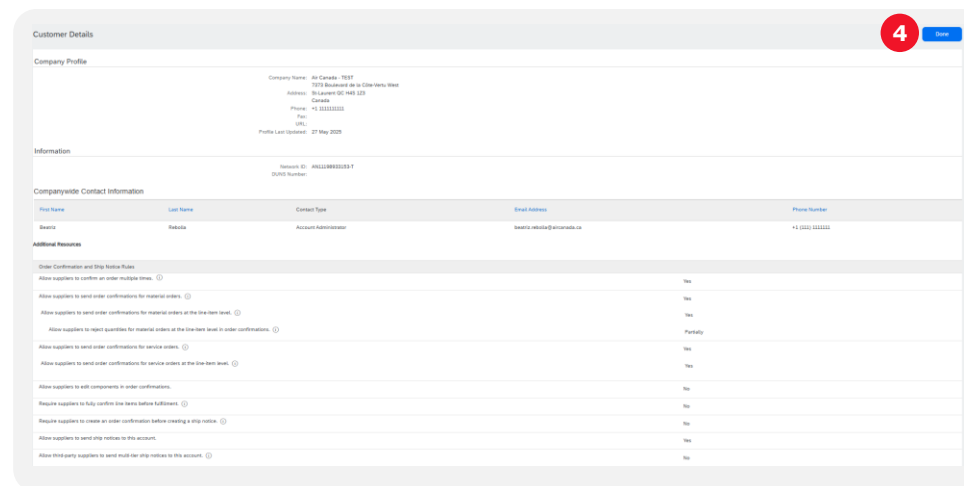 Customer Details
4
Done
Company Profile
Company Name: Air Canada - TEST
7373 Boulevard de la Côte-Vertu West
Address: St-Laurent QC H4S 1Z3
Canada
Phone: +1 1111111111
Fax:
URL:
Profile Last Updated: 27 May 2025
Information
Network ID:
DUNS Number:
Companywide Contact Information
First Name Last Name Contact Type Email Address Phone Number
Beatriz Rebolla Account Administrator beatriz.rebolla@aircanada.ca +1 (111) 1111111
Additional Resources
Order Confirmation and Ship Notice Rules
Allow suppliers to confirm an order multiple times. Yes
Allow suppliers to send order confirmations for material orders. Yes
Allow suppliers to send order confirmations for material orders at the line-item level. Yes
Allow suppliers to reject quantities for material orders at the line-item level in order confirmations. Partially
Allow suppliers to send order confirmations for service orders. Yes
Allow suppliers to send order confirmations for service orders at the line-item level. Yes
Allow suppliers to edit components in order confirmations. No
Require suppliers to fully confirm line items before fulfillment. No
Require suppliers to create an order confirmation before creating a ship notice. No
Allow suppliers to send ship notices to this account. Yes
Allow third-party suppliers to send multi-tier ship notices to this account. No